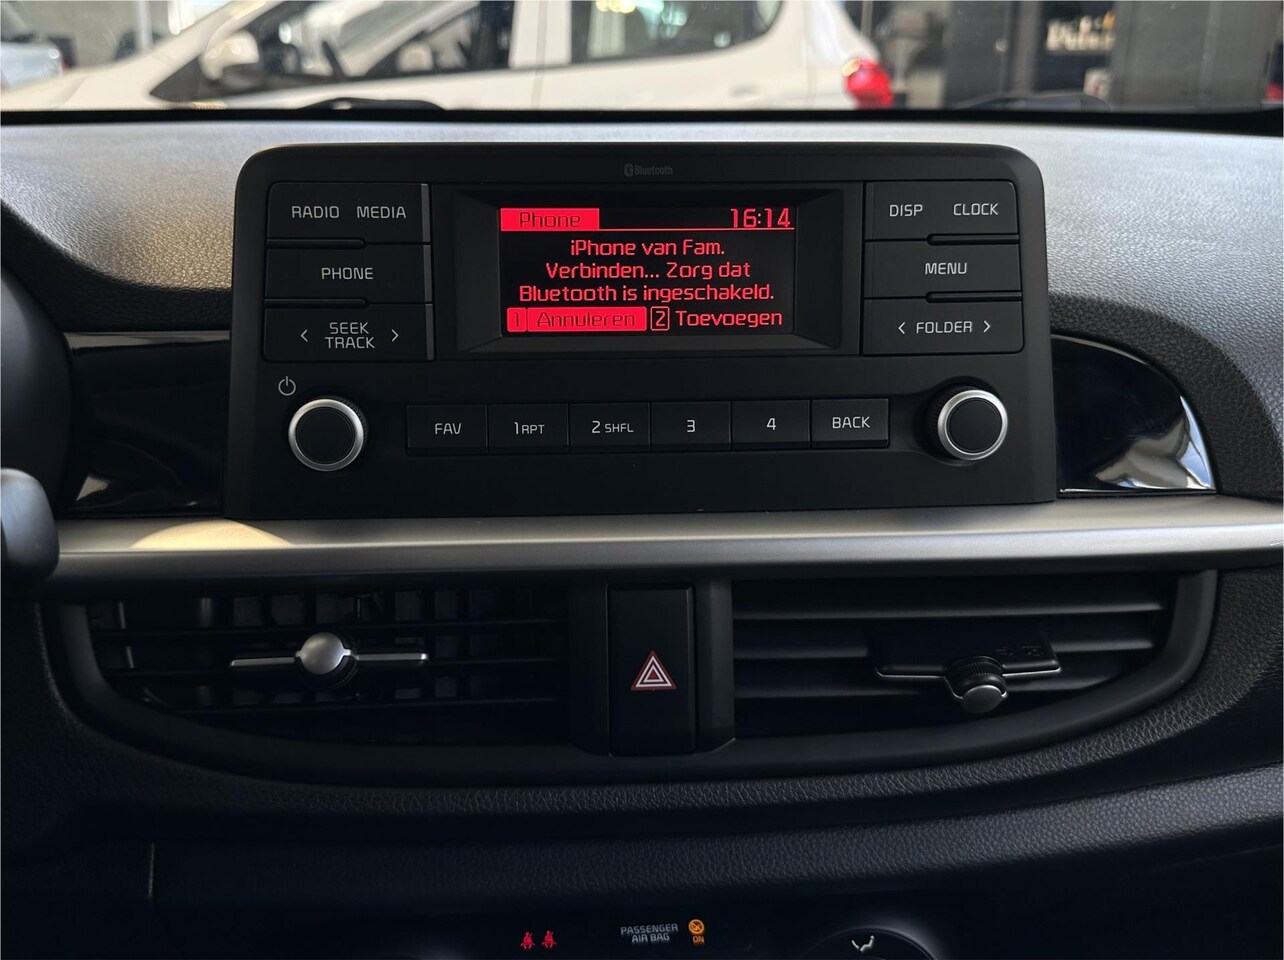 Bluetooth
RADIO MEDIA
PHONE
SEEK
TRACK
Phone 16:14
iPhone van Fam.
Verbinden... Zorg dat
Bluetooth is ingeschakeld.
1 Annuleren 2 Toevoegen
DISP CLOCK
MENU
FOLDER
FAV 1 RPT 2 SHFL 3 4 BACK
PASSENGER
AIR BAG
ON